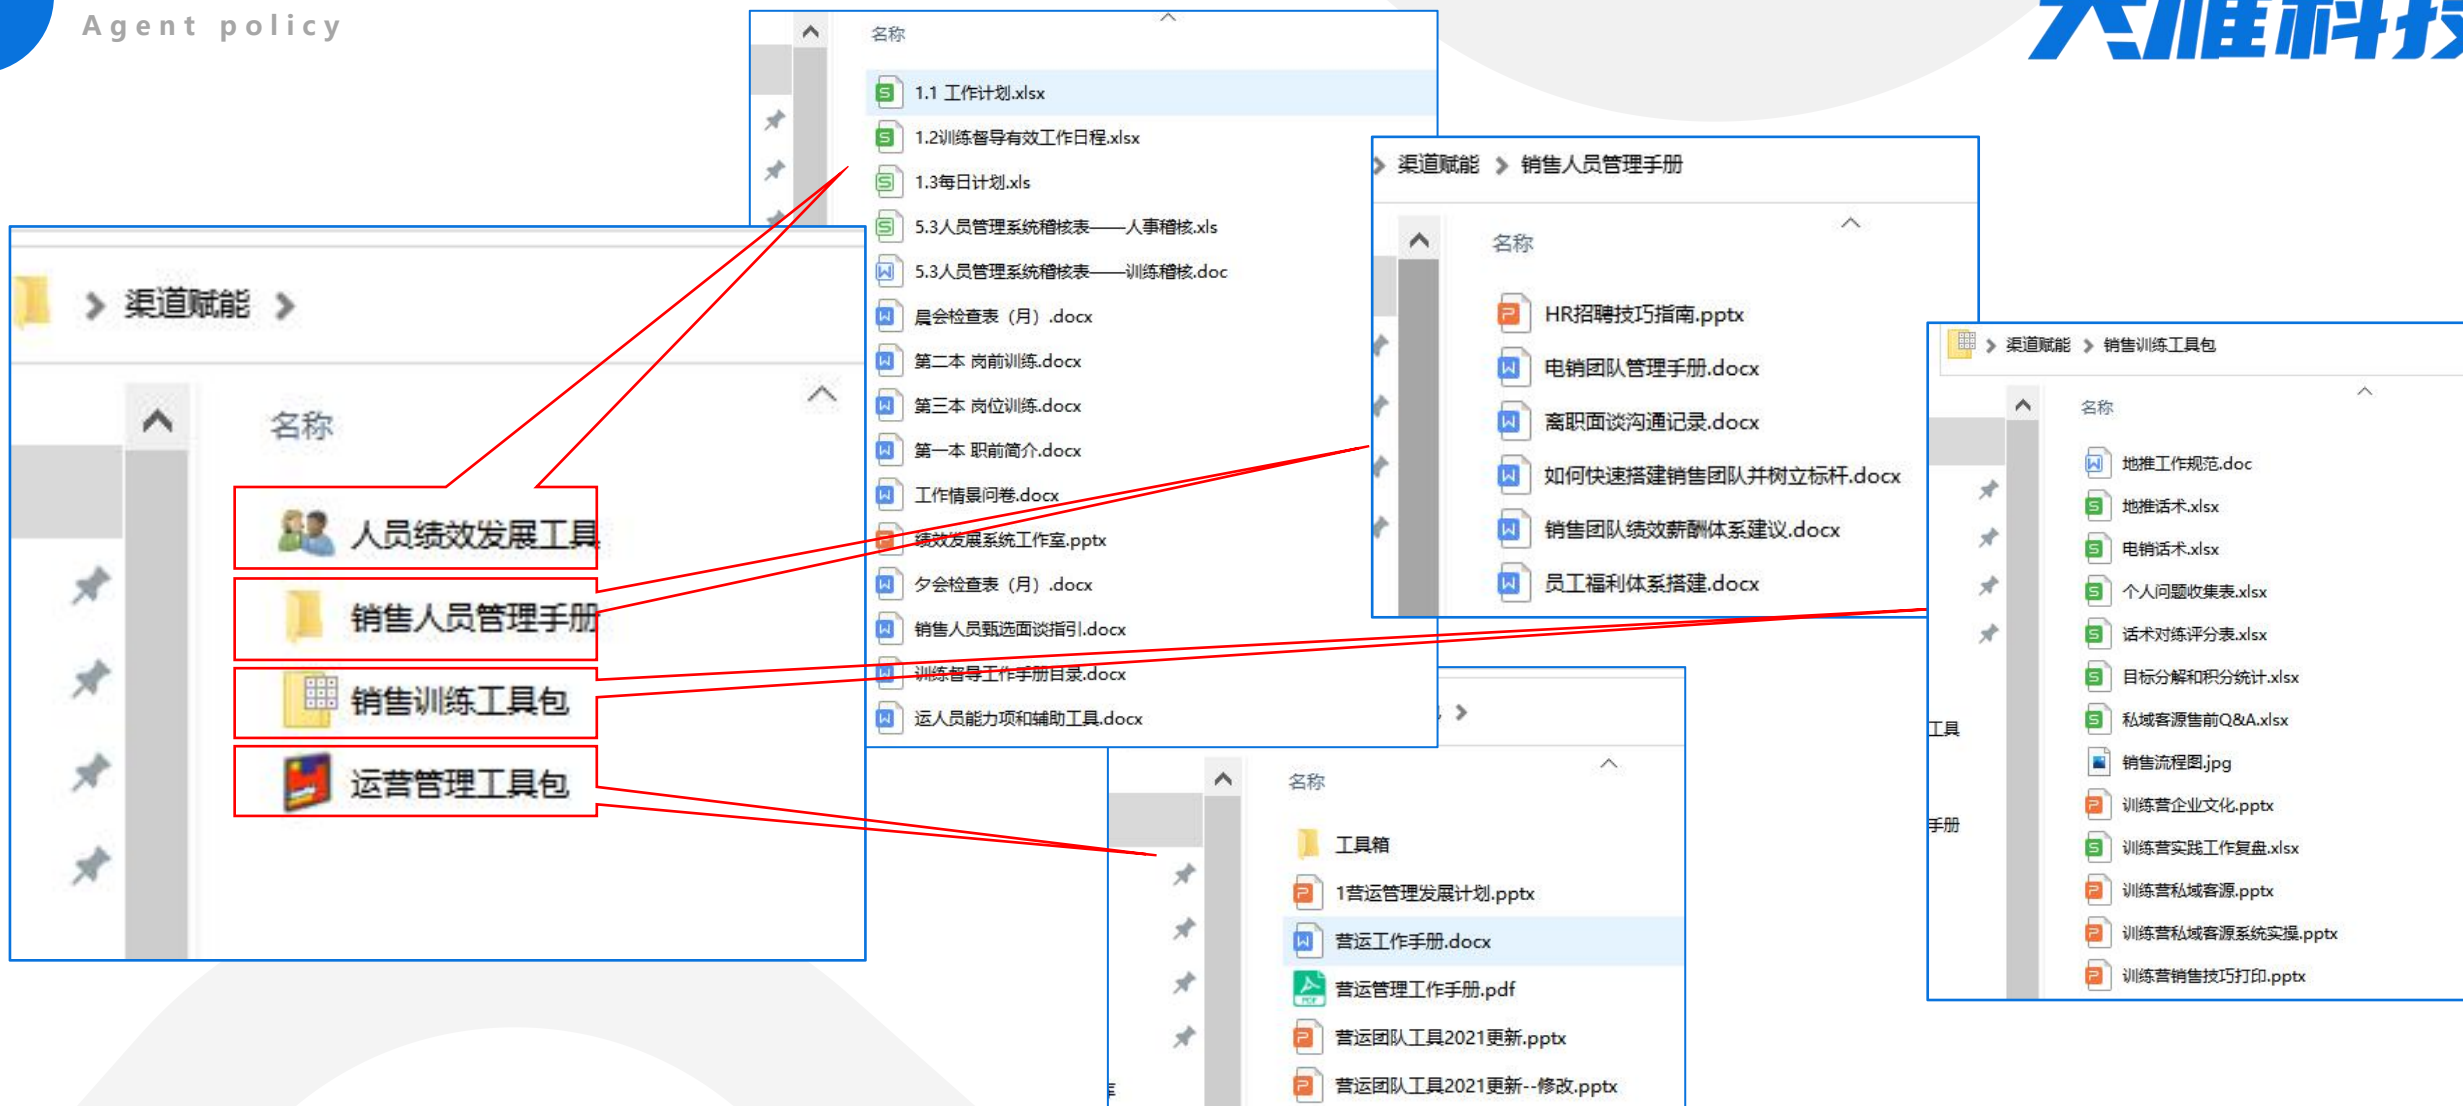 Agent policy
大雁科技
渠道赋能
名称
人员绩效发展工具
销售人员管理手册
销售训练工具包
运营管理工具包
名称
1.1 工作计划.xlsx
1.2训练督导有效工作日程.xlsx
1.3每日计划.xls
5.3人员管理系统稽核表——人事稽核.xls
5.3人员管理系统稽核表——训练稽核.doc
晨会检查表（月）.docx
第二本 岗前训练.docx
第三本 岗位训练.docx
第一本 职前简介.docx
工作情景问卷.docx
绩效发展系统工作室.pptx
夕会检查表（月）.docx
销售人员甄选面谈指引.docx
训练督导工作手册目录.docx
运人员能力项和辅助工具.docx
渠道赋能 销售人员管理手册
名称
HR招聘技巧指南.pptx
电销团队管理手册.docx
离职面谈沟通记录.docx
如何快速搭建销售团队并树立标杆.docx
销售团队绩效薪酬体系建议.docx
员工福利体系搭建.docx
渠道赋能 销售训练工具包
名称
地推工作规范.doc
地推话术.xlsx
电销话术.xlsx
个人问题收集表.xlsx
话术对练评分表.xlsx
目标分解和积分统计.xlsx
私域客源售前Q&A.xlsx
销售流程图.jpg
训练营企业文化.pptx
训练营实践工作复盘.xlsx
训练营私域客源.pptx
训练营私域客源系统实操.pptx
训练营销售技巧打印.pptx
工具
手册
名称
工具箱
1营运管理发展计划.pptx
营运工作手册.docx
营运管理工作手册.pdf
营运团队工具2021更新.pptx
营运团队工具2021更新--修改.pptx